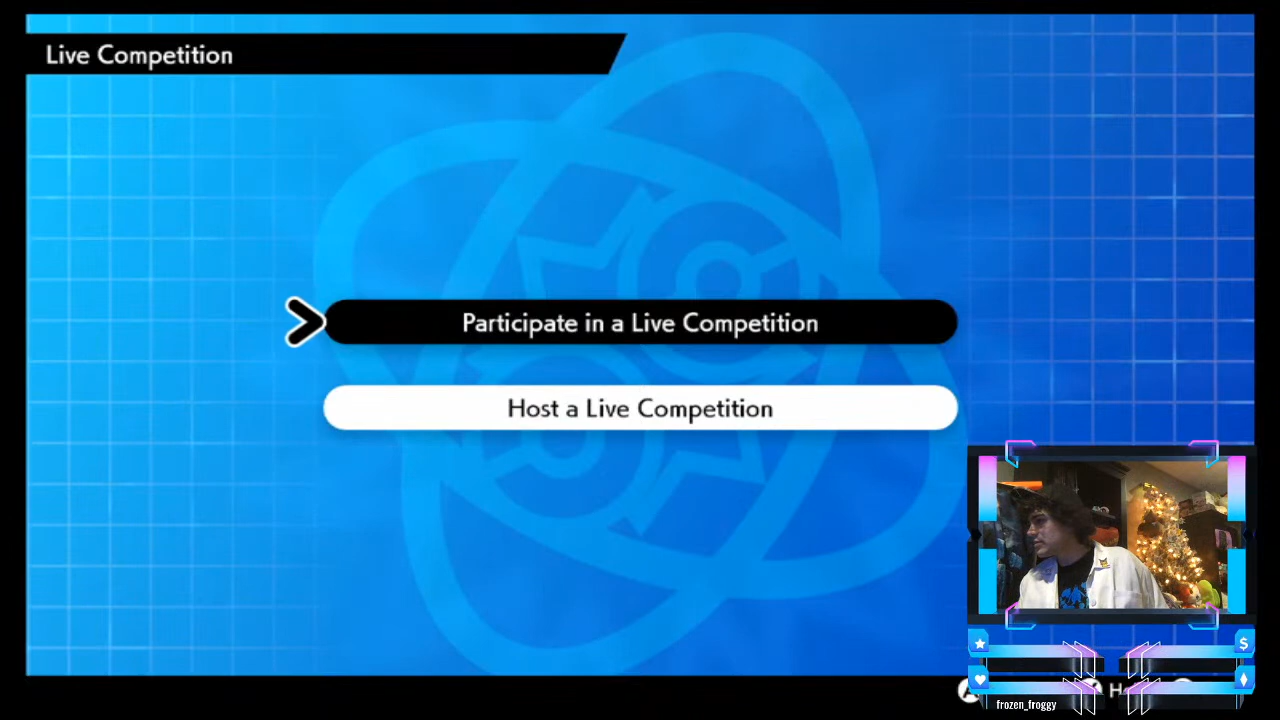 Live Competition
Participate in a Live Competition
Host a Live Competition
$
frozen_froggy